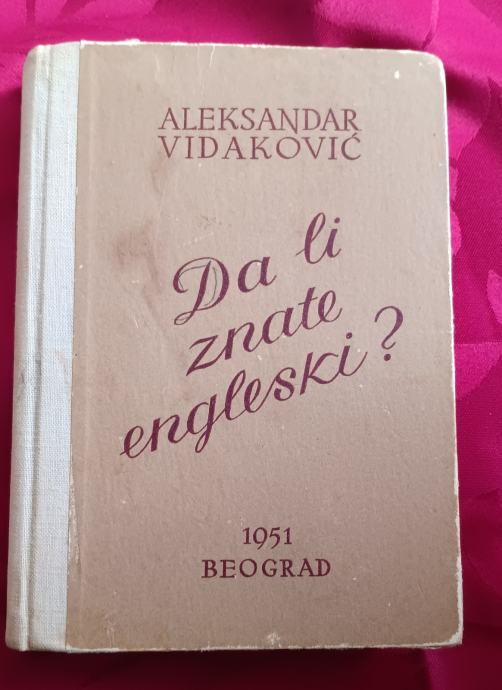 ALEKSANDAR
VIDAKOVIĆ
Da li
znate
engleski?
1951
BEOGRAD